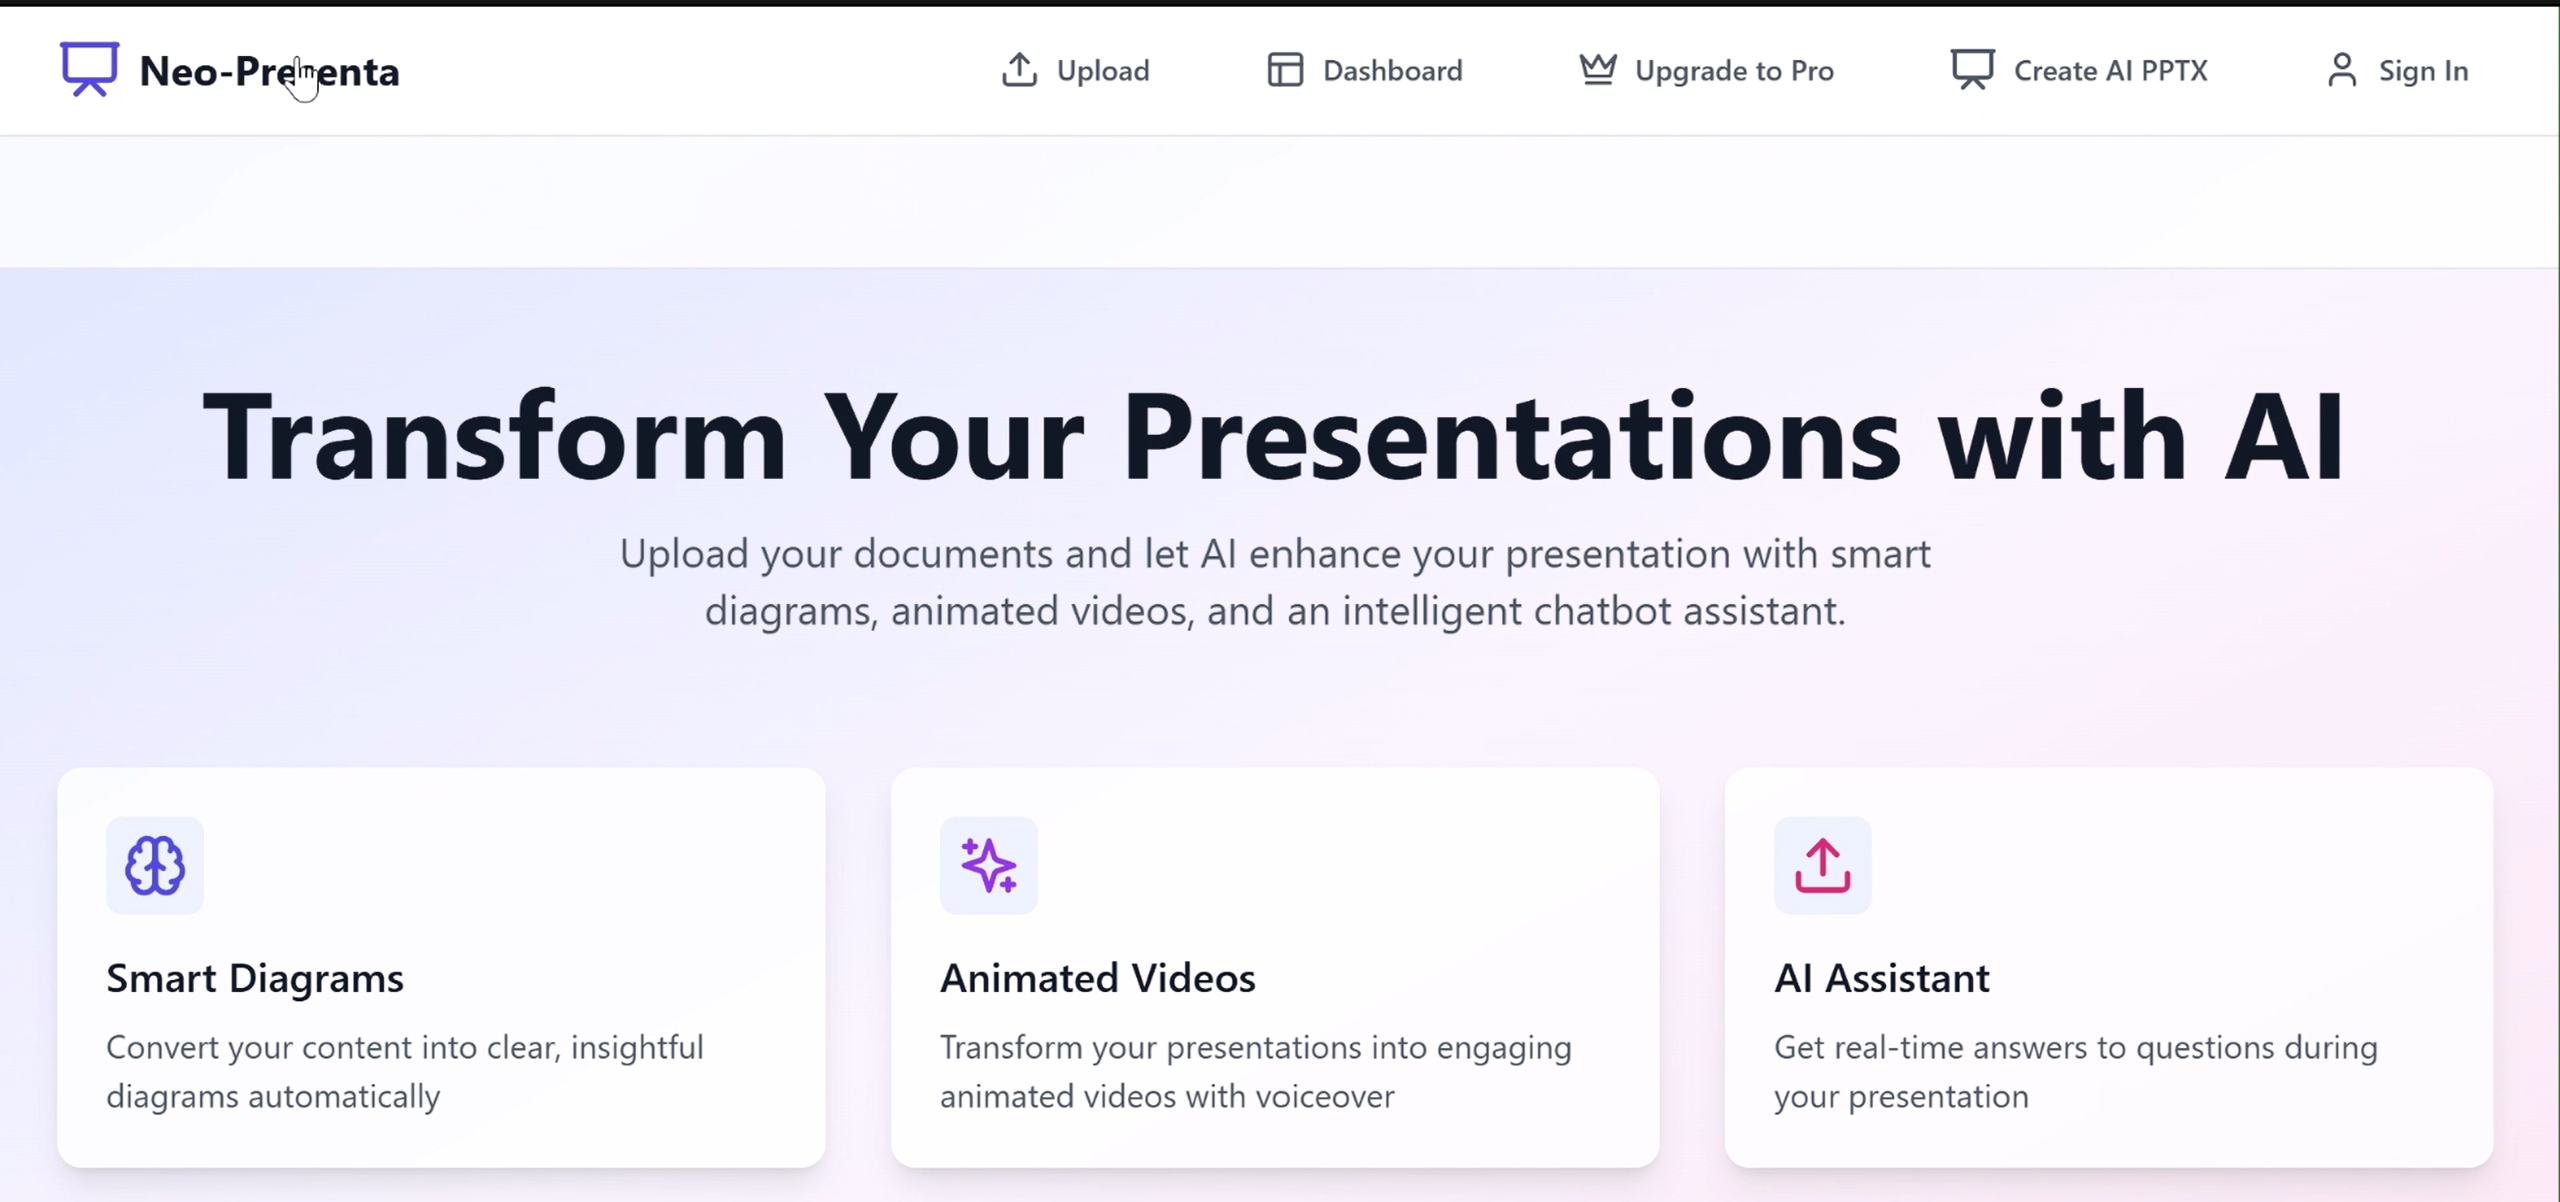 Neo-Presenta
Upload
Dashboard
Upgrade to Pro
Create AI PPTX
Sign In
Transform Your Presentations with AI
Upload your documents and let AI enhance your presentation with smart
diagrams, animated videos, and an intelligent chatbot assistant.
Smart Diagrams
Convert your content into clear, insightful
diagrams automatically
Animated Videos
Transform your presentations into engaging
animated videos with voiceover
AI Assistant
Get real-time answers to questions during
your presentation